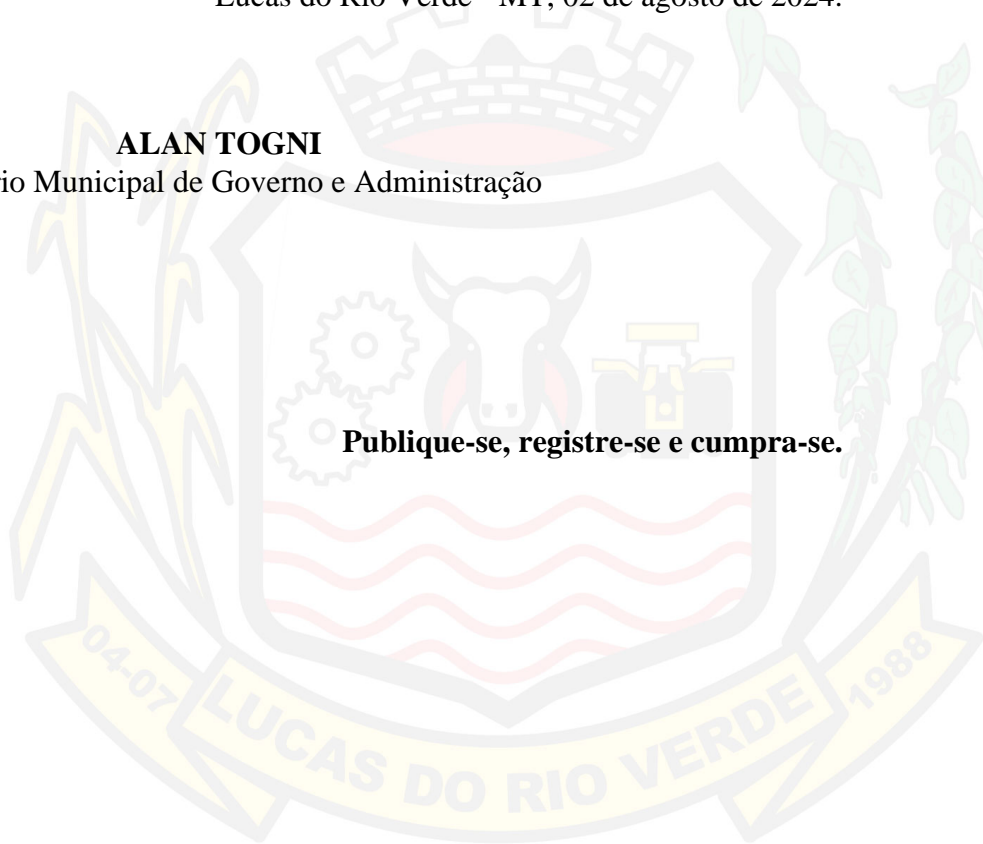 Lucas do Rio Verde - MT, 02 de agosto de 2024.
ALAN TOGNI
rio Municipal de Governo e Administração
Publique-se, registre-se e cumpra-se.
04-07 LUCAS DO RIO VERDE 1988